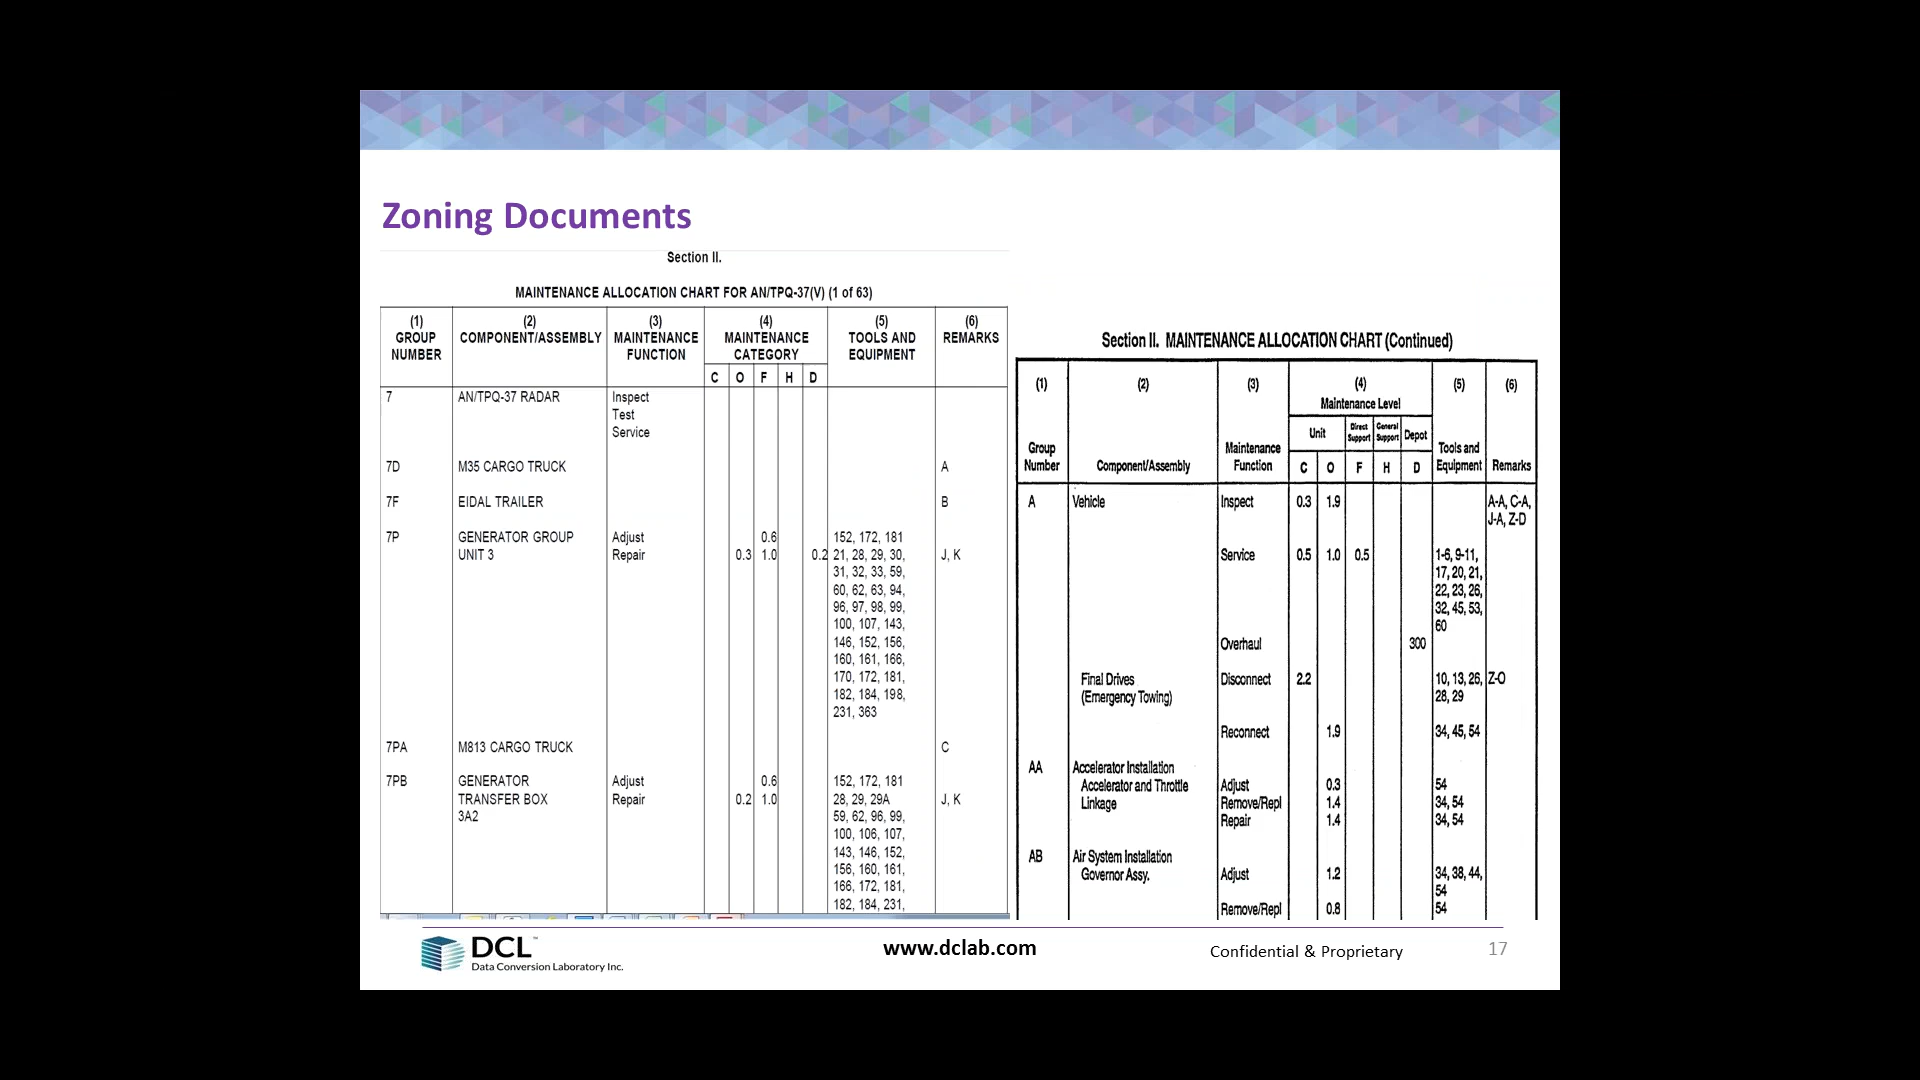 Zoning Documents
Section II.
MAINTENANCE ALLOCATION CHART FOR AN/TPQ-37(V) (1 of 63)
(1) (2) (3) (4) (5) (6)
GROUP COMPONENT/ASSEMBLY MAINTENANCE MAINTENANCE TOOLS AND REMARKS
NUMBER FUNCTION CATEGORY EQUIPMENT
C O F H D
7 AN/TPQ-37 RADAR Inspect
Test
Service
7D M35 CARGO TRUCK A
7F EIDAL TRAILER B
7P GENERATOR GROUP Adjust 0.6 152, 172, 181
UNIT 3 Repair 0.3 1.0 0.2 21, 28, 29, 30, J, K
31, 32, 33, 59,
60, 62, 63, 94,
96, 97, 98, 99,
100, 107, 143,
146, 152, 156,
160, 161, 166,
170, 172, 181,
182, 184, 198,
231, 363
7PA M813 CARGO TRUCK C
7PB GENERATOR Adjust 0.6 152, 172, 181
TRANSFER BOX Repair 0.2 1.0 28, 29, 29A J, K
3A2 59, 62, 96, 99,
100, 106, 107,
143, 146, 152,
156, 160, 161,
166, 172, 181,
182, 184, 231,
Section II. MAINTENANCE ALLOCATION CHART (Continued)
(1) (2) (3) (4) (5) (6)
Maintenance Level
Unit Direct Support General Support Depot
Group Maintenance Tools and
Number Component/Assembly Function C O F H D Equipment Remarks
A Vehicle Inspect 0.3 1.9 A-A, C-A,
J-A, Z-D
Service 0.5 1.0 0.5 1-6, 9-11,
17, 20, 21,
22, 23, 26,
32, 45, 53,
60
Overhaul 300
Final Drives Disconnect 2.2 10, 13, 26, Z-O
(Emergency Towing) 28, 29
Reconnect 1.9 34, 45, 54
AA Accelerator Installation
Accelerator and Throttle Adjust 0.3 54
Linkage Remove/Repl 1.4 34, 54
Repair 1.4 34, 54
AB Air System Installation
Governor Assy. Adjust 1.2 34, 38, 44,
54
Remove/Repl 0.8 54
DCL™
Data Conversion Laboratory Inc.
www.dclab.com
Confidential & Proprietary
17